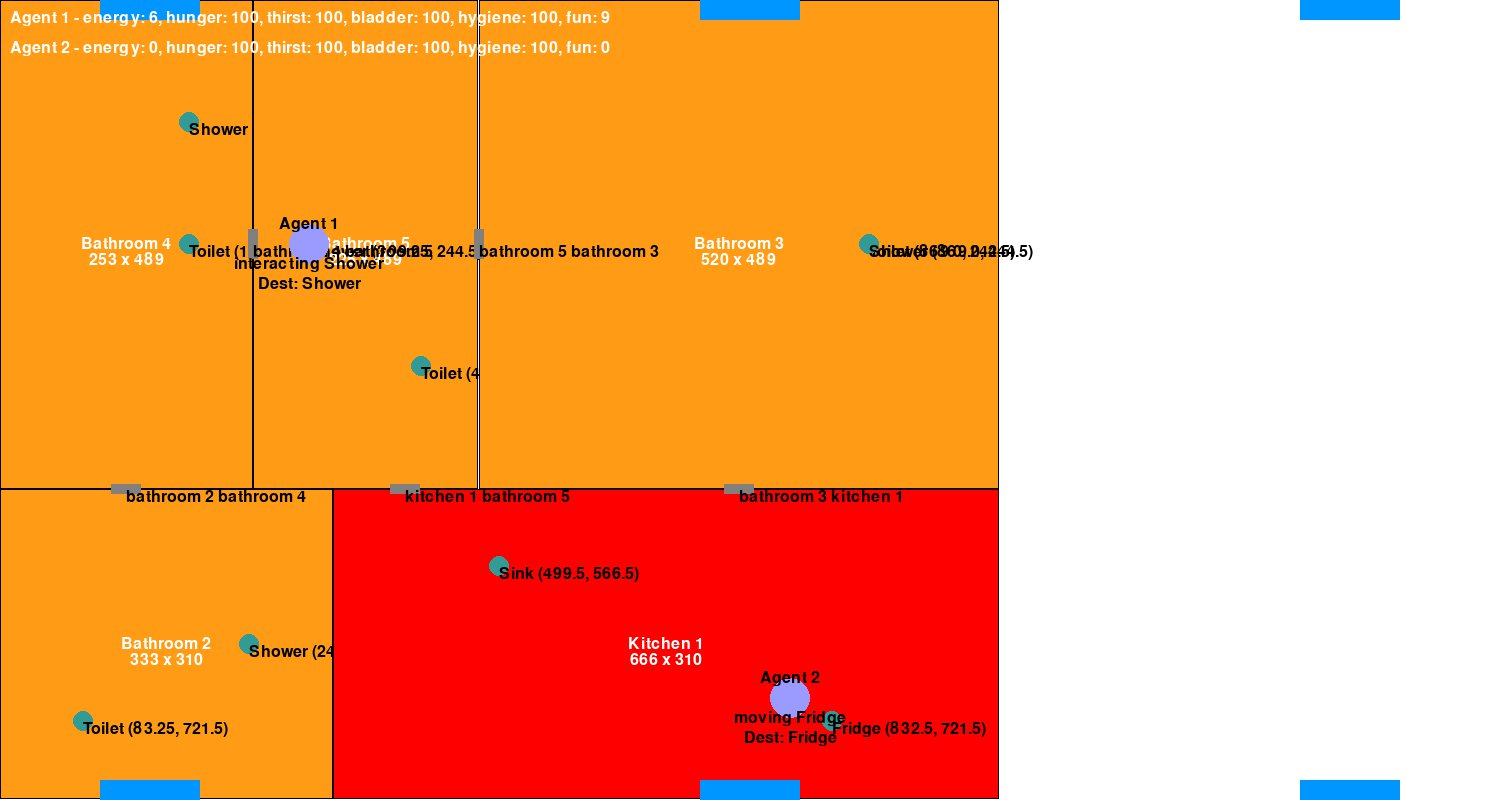 Agent 1 - energy: 6, hunger: 100, thirst: 100, bladder: 100, hygiene: 100, fun: 9
Agent 2 - energy: 0, hunger: 100, thirst: 100, bladder: 100, hygiene: 100, fun: 0
Shower
Agent 1
Bathroom 4
253 x 489
Toilet (1
Bathroom 3
520 x 489
bathroom 5 bathroom 3
interacting Shower
Dest: Shower
Toilet (4
bathroom 2 bathroom 4
kitchen 1 bathroom 5
bathroom 3 kitchen 1
Sink (499.5, 566.5)
Bathroom 2
333 x 310
Shower (24
Kitchen 1
666 x 310
Agent 2
moving Fridge
Dest: Fridge
Toilet (83.25, 721.5)
Fridge (832.5, 721.5)